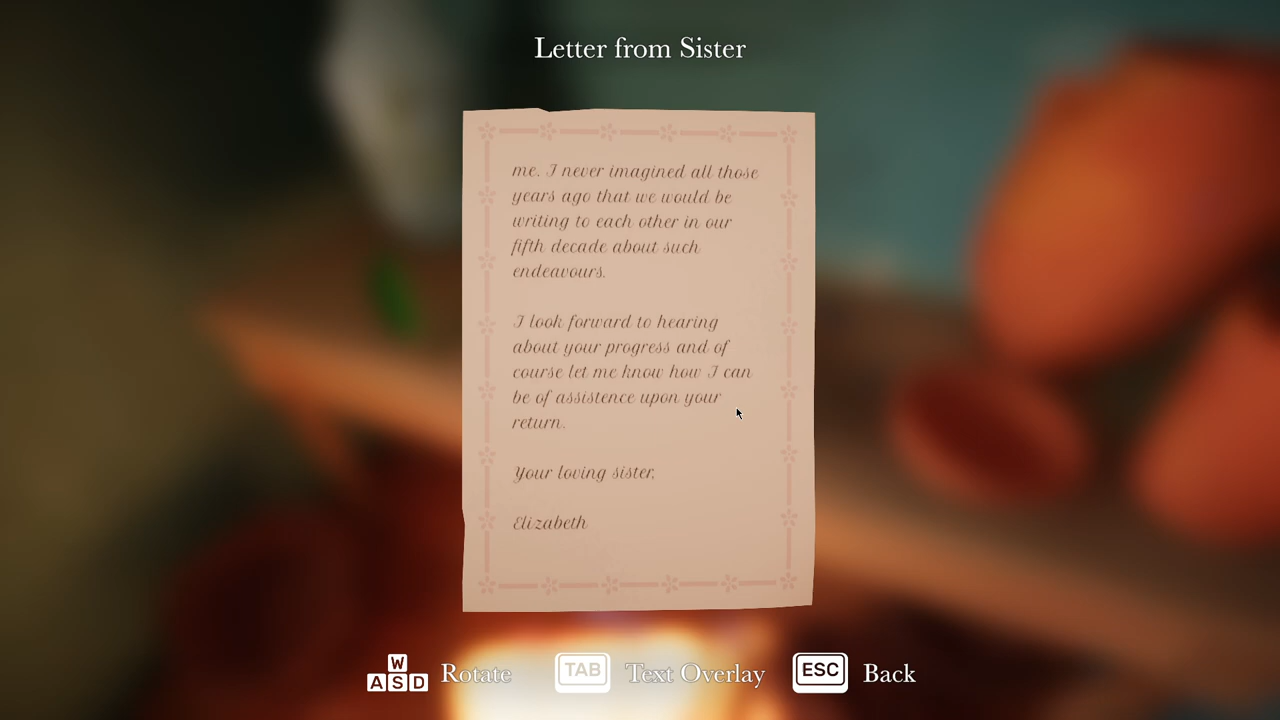 Letter from Sister
me. I never imagined all those
years ago that we would be
writing to each other in our
fifth decade about such
endeavours.
I look forward to hearing
about your progress and of
course let me know how I can
be of assistence upon your
return.
Your loving sister,
Elizabeth
W
A S D Rotate TAB Text Overlay ESC Back